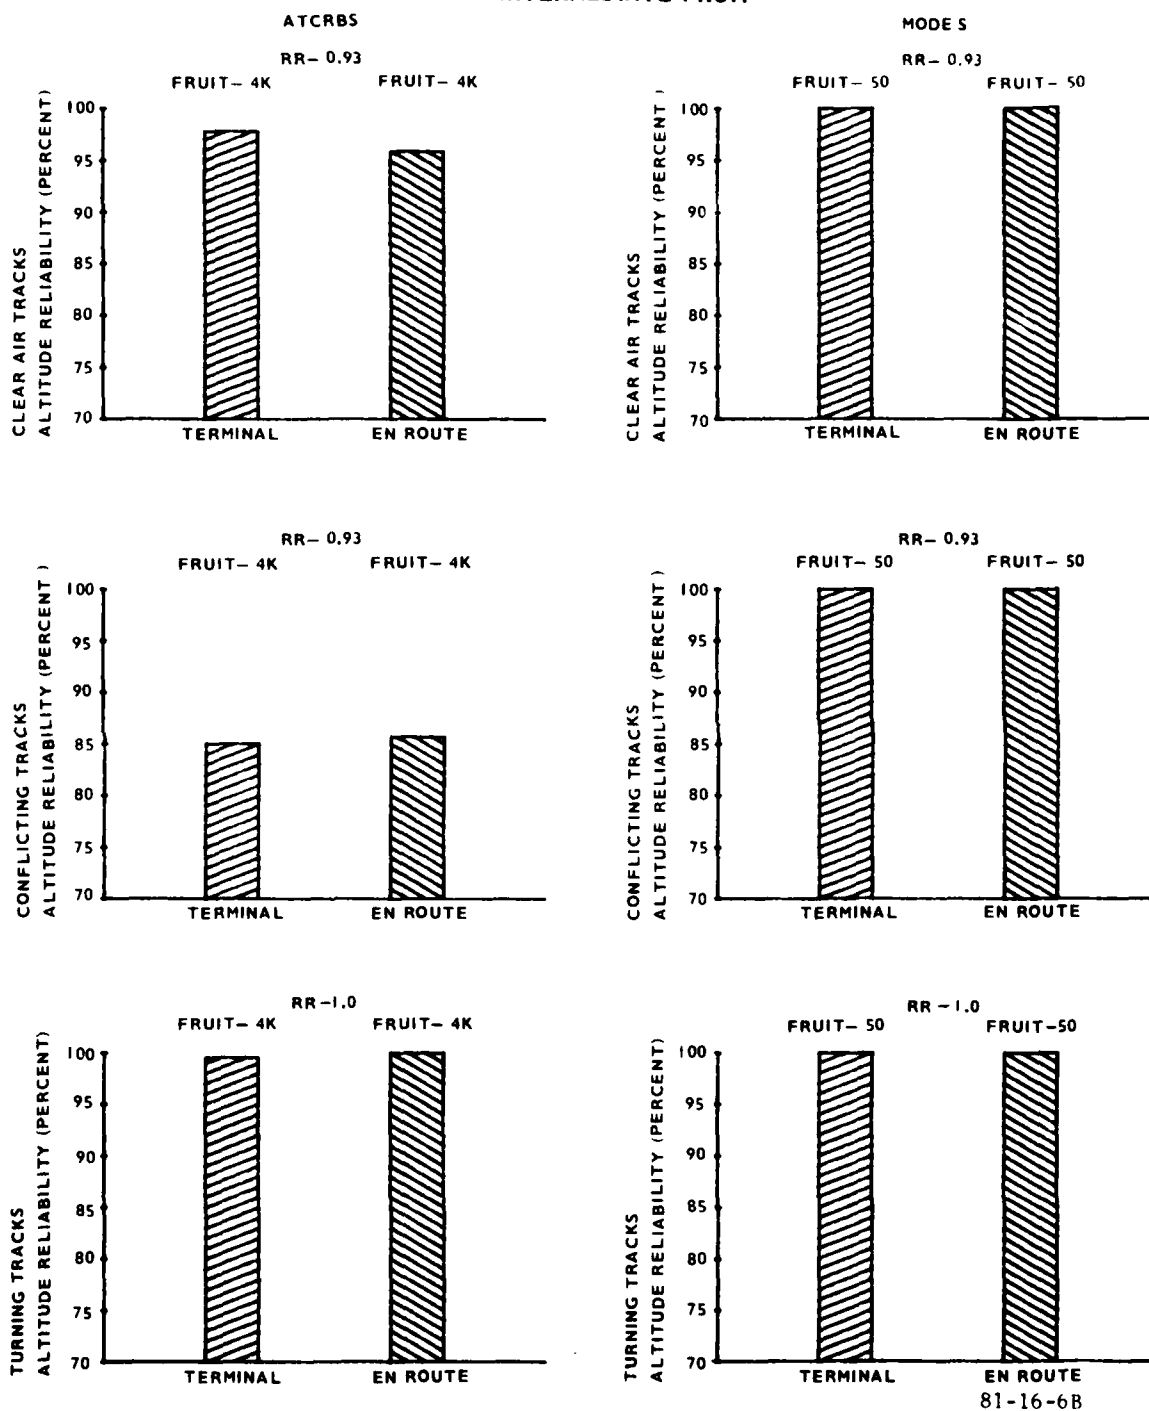 ATCRBS
RR- 0.93
FRUIT- 4K FRUIT- 4K
CLEAR AIR TRACKS
ALTITUDE RELIABILITY (PERCENT)
100
95
90
85
80
75
70
TERMINAL EN ROUTE
MODE S
RR- 0.93
FRUIT- 50 FRUIT- 50
CLEAR AIR TRACKS
ALTITUDE RELIABILITY (PERCENT)
100
95
90
85
80
75
70
TERMINAL EN ROUTE
RR- 0.93
FRUIT- 4K FRUIT- 4K
CONFLICTING TRACKS
ALTITUDE RELIABILITY (PERCENT)
100
95
90
85
80
75
70
TERMINAL EN ROUTE
RR- 0.93
FRUIT- 50 FRUIT- 50
CONFLICTING TRACKS
ALTITUDE RELIABILITY (PERCENT)
100
95
90
85
80
75
70
TERMINAL EN ROUTE
RR-1.0
FRUIT- 4K FRUIT- 4K
TURNING TRACKS
ALTITUDE RELIABILITY (PERCENT)
100
95
90
85
80
75
70
TERMINAL EN ROUTE
RR-1.0
FRUIT- 50 FRUIT-50
TURNING TRACKS
ALTITUDE RELIABILITY (PERCENT)
100
95
90
85
80
75
70
TERMINAL EN ROUTE
81-16-6B